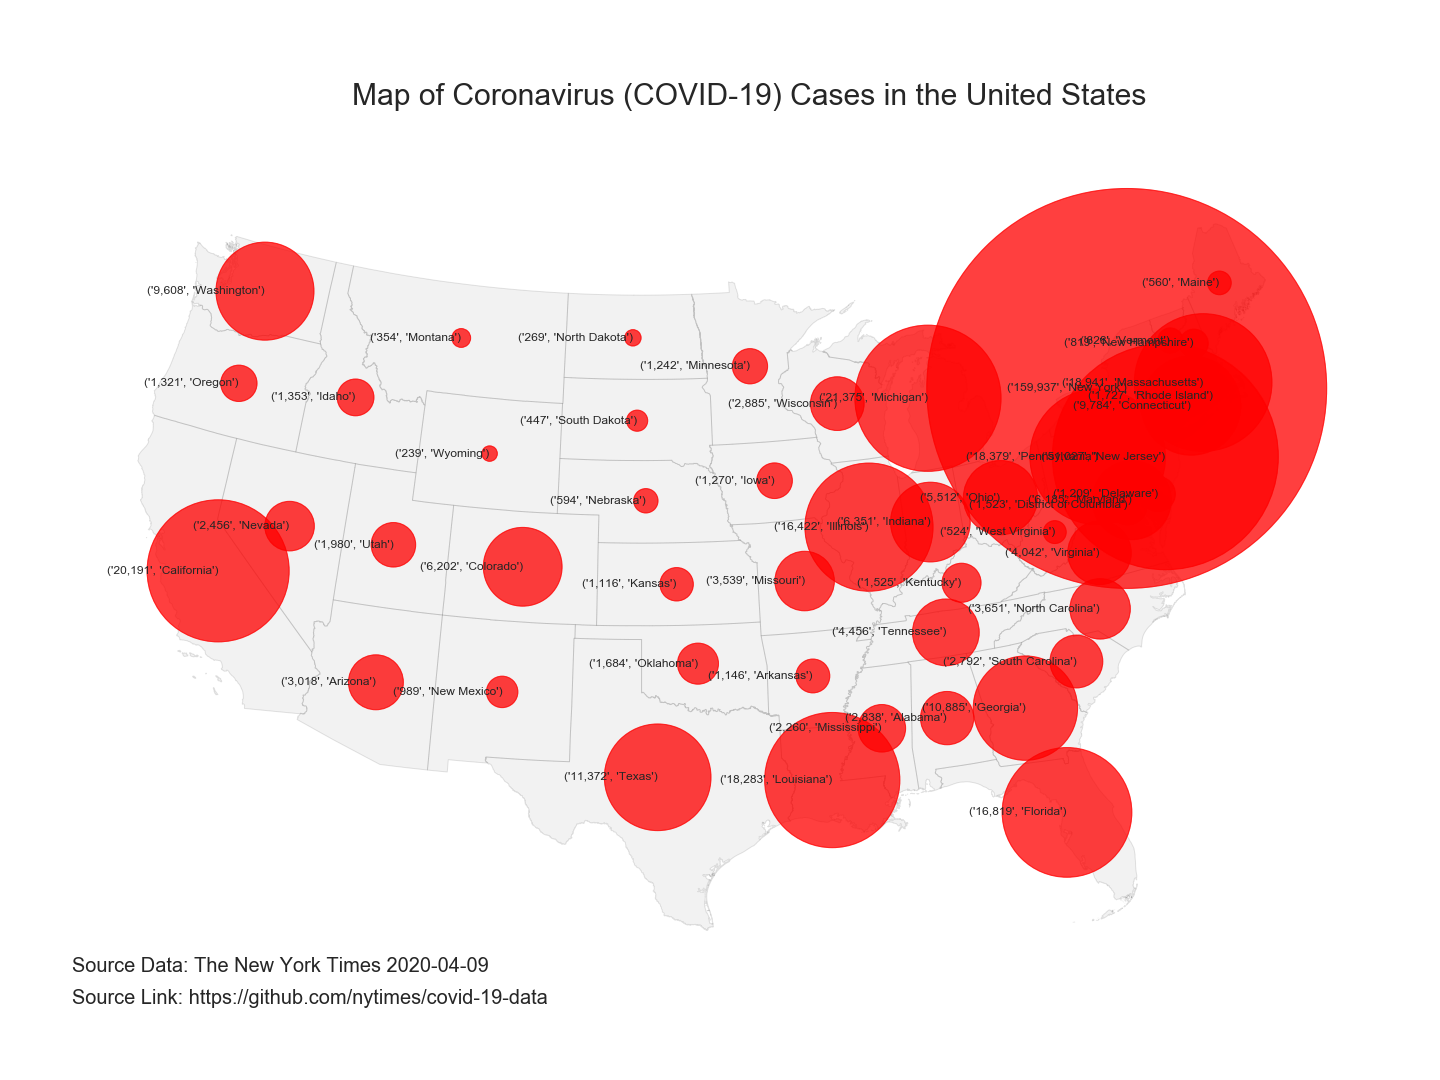 Map of Coronavirus (COVID-19) Cases in the United States
('560', 'Maine')
('9,608', 'Washington')
('354', 'Montana')
('269', 'North Dakota')
'Vermont')
'New Hampshire')
('1,242', 'Minnesota')
('1,321', 'Oregon')
('18,941', 'Massachusetts')
('159,937', 'New York')
('1,353', 'Idaho')
('1,727', 'Rhode Island')
('21,375', 'Michigan')
('2,885', 'Wisconsin')
('9,784', 'Connecticut')
('447', 'South Dakota')
('239', 'Wyoming')
('18,379',
'New Jersey')
('1,270', 'Iowa')
('1,209', 'Delaware')
('5,512', 'Ohio')
('594', 'Nebraska')
('1,523', 'District of Columbia')
('6,351', 'Indiana')
('2,456', 'Nevada')
('16,422', 'Illinois')
('524', 'West Virginia')
('1,980', 'Utah')
('4,042', 'Virginia')
('6,202', 'Colorado')
('20,191', 'California')
('3,539', 'Missouri')
('1,525', 'Kentucky')
('1,116', 'Kansas')
('3,651', 'North Carolina')
('4,456', 'Tennessee')
('2,792', 'South Carolina')
('1,684', 'Oklahoma')
('1,146', 'Arkansas')
('3,018', 'Arizona')
('989', 'New Mexico')
('10,885', 'Georgia')
('2,838', 'Alabama')
('2,260', 'Mississippi')
('11,372', 'Texas')
('18,283', 'Louisiana')
('16,819', 'Florida')
Source Data: The New York Times 2020-04-09
Source Link: https://github.com/nytimes/covid-19-data